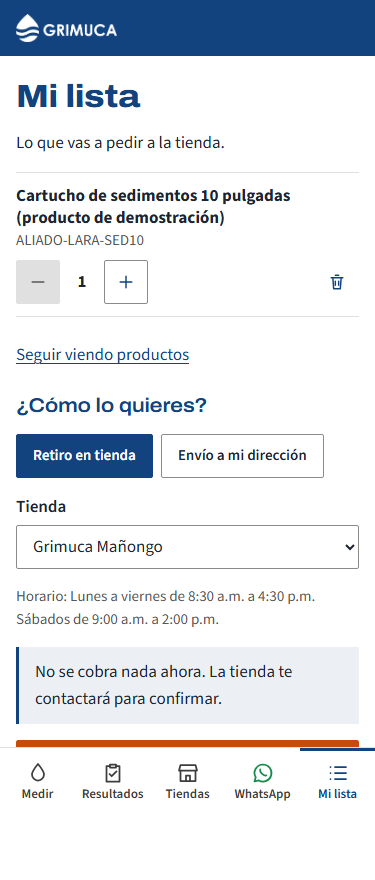 GRIMUCA
Mi lista
Lo que vas a pedir a la tienda.
Cartucho de sedimentos 10 pulgadas
(producto de demostración)
ALIADO-LARA-SED10
1
Seguir viendo productos
¿Cómo lo quieres?
Retiro en tienda
Envío a mi dirección
Tienda
Grimuca Mañongo
Horario: Lunes a viernes de 8:30 a.m. a 4:30 p.m.
Sábados de 9:00 a.m. a 2:00 p.m.
No se cobra nada ahora. La tienda te
contactará para confirmar.
Medir
Resultados
Tiendas
WhatsApp
Mi lista